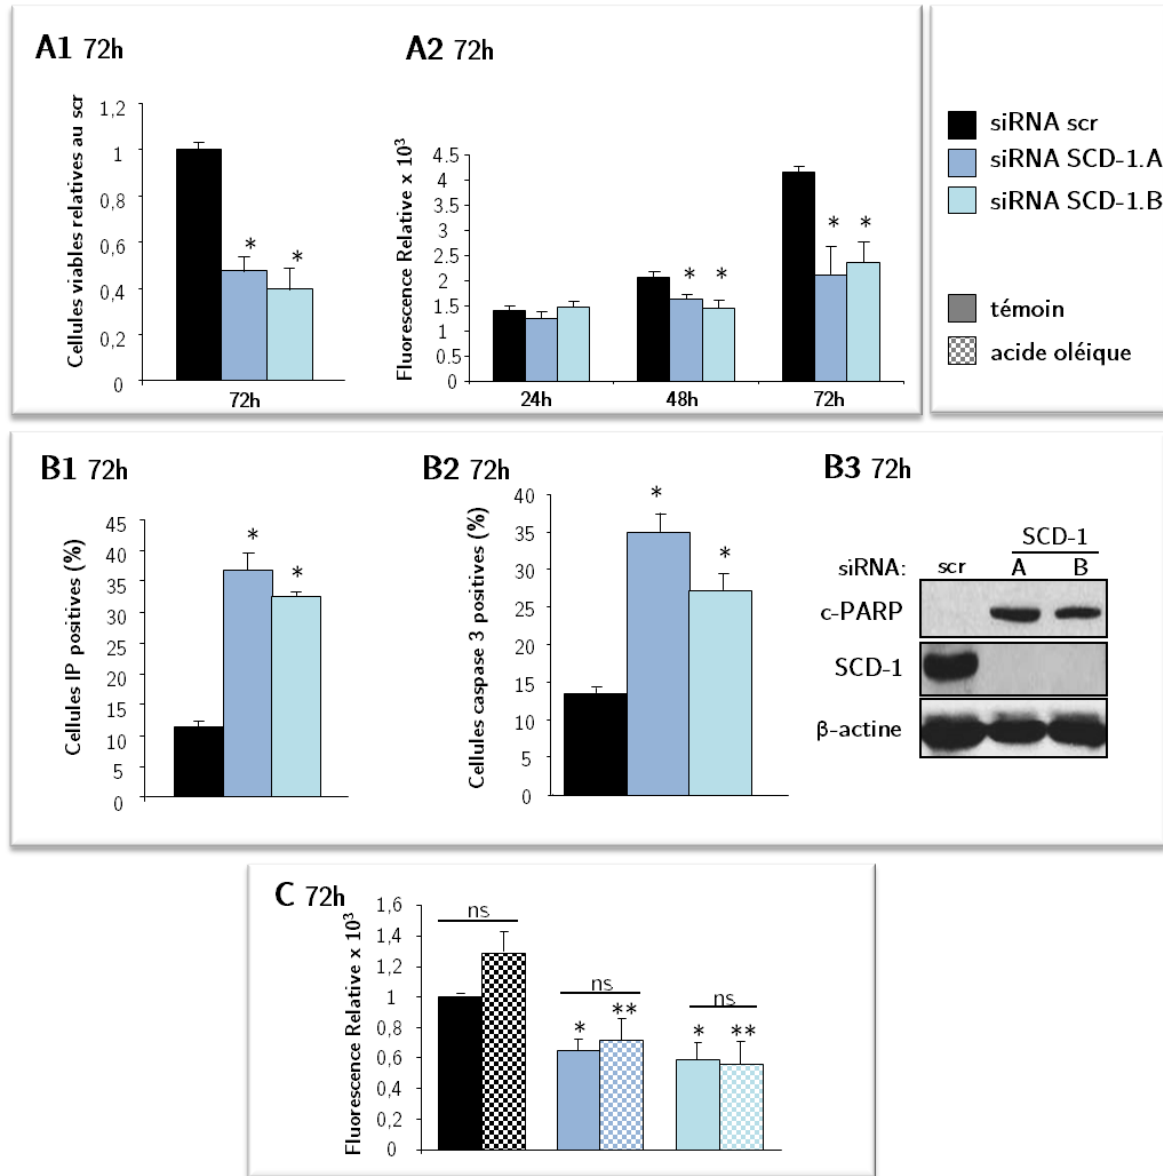 A1 72h
Cellules viables relatives au scr
1,2
1
0,8
0,6
0,4
0,2
0
* *
72h
A2 72h
Fluorescence Relative x 10³
4.5
4
3.5
3
2.5
2
1.5
1
0.5
0
* * * *
24h 48h 72h
siRNA scr
siRNA SCD-1.A
siRNA SCD-1.B
témoin
acide oléique
B1 72h
Cellules IP positives (%)
45
40
35
30
25
20
15
10
5
0
* *
B2 72h
Cellules caspase 3 positives (%)
40
35
30
25
20
15
10
5
0
* *
B3 72h
SCD-1
siRNA: scr A B
c-PARP
SCD-1
β-actine
C 72h
Fluorescence Relative x 10³
1,6
1,4
1,2
1
0,8
0,6
0,4
0,2
0
ns
ns
ns
* ** * **